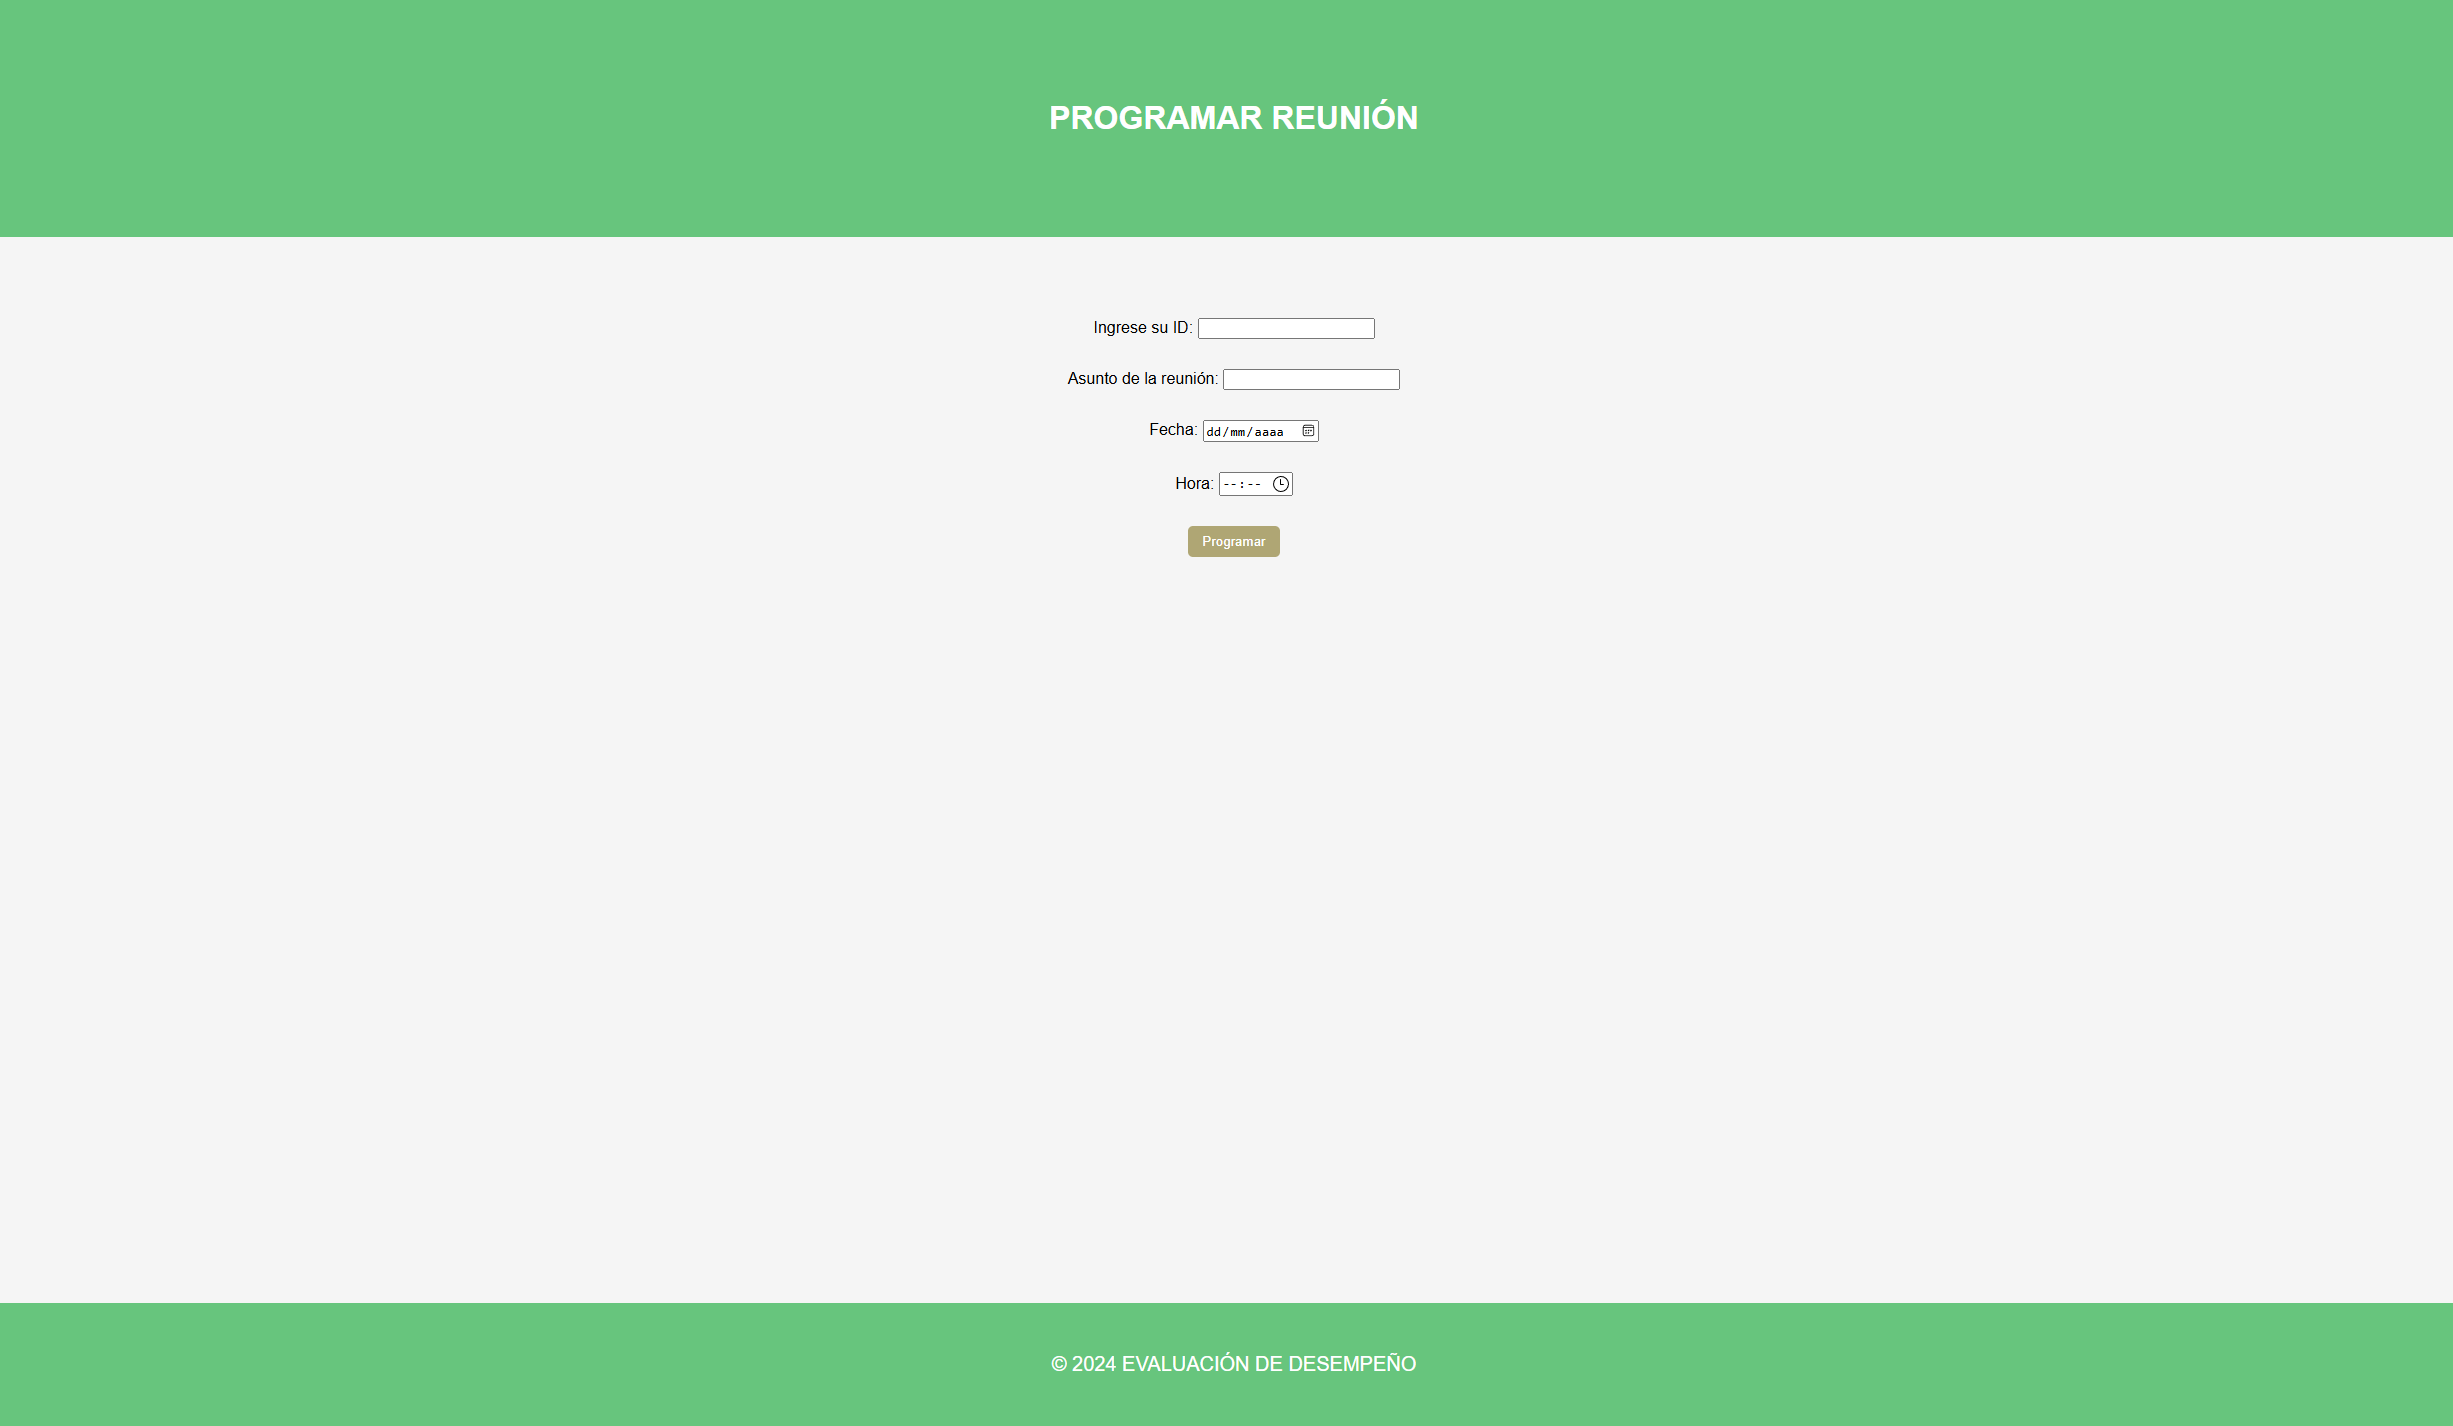 PROGRAMAR REUNIÓN
Ingrese su ID:
Asunto de la reunión:
Fecha: dd/mm/aaaa
Hora: --:--
Programar
© 2024 EVALUACIÓN DE DESEMPEÑO